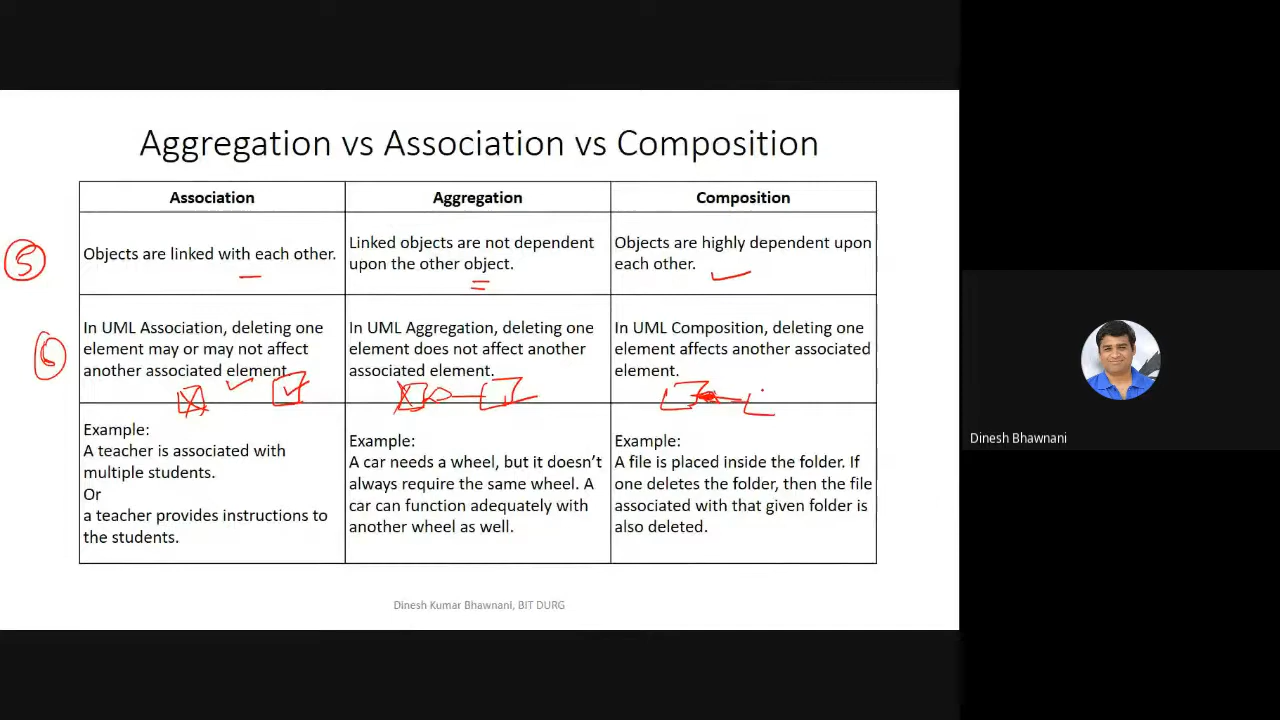 Aggregation vs Association vs Composition
Association
Aggregation
Composition
5
Objects are linked with each other.
Linked objects are not dependent
upon the other object.
Objects are highly dependent upon
each other.
6
In UML Association, deleting one
element may or may not affect
another associated element.
In UML Aggregation, deleting one
element does not affect another
associated element.
In UML Composition, deleting one
element affects another associated
element.
Example:
A teacher is associated with
multiple students.
Or
a teacher provides instructions to
the students.
Example:
A car needs a wheel, but it doesn't
always require the same wheel. A
car can function adequately with
another wheel as well.
Example:
A file is placed inside the folder. If
one deletes the folder, then the file
associated with that given folder is
also deleted.
Dinesh Kumar Bhawnani, BIT DURG
Dinesh Bhawnani